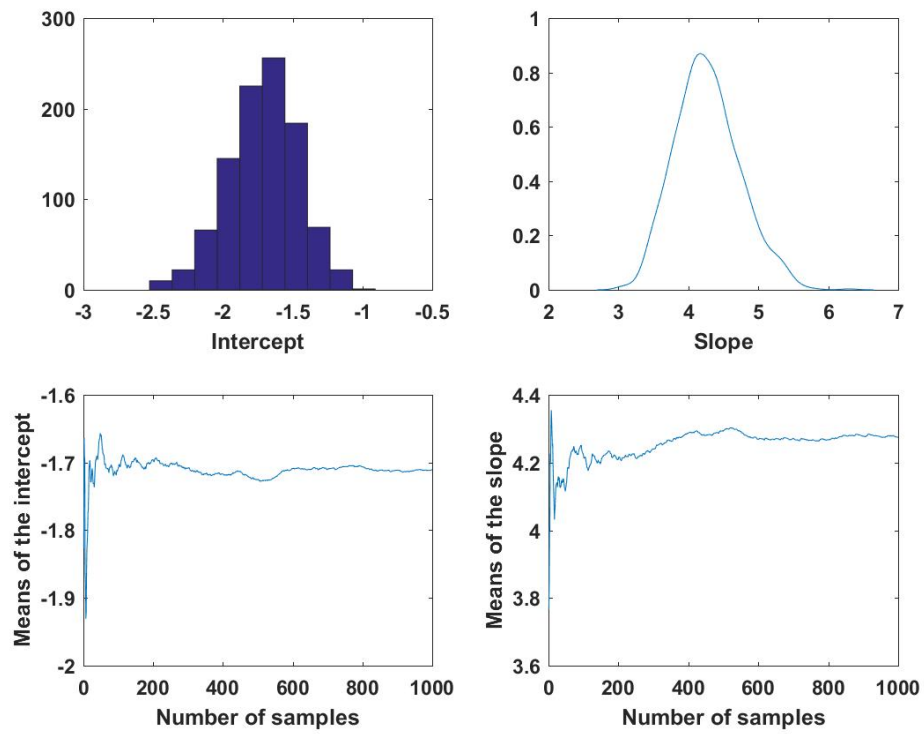 300
200
100
0
-3 -2.5 -2 -1.5 -1 -0.5
Intercept
1
0.8
0.6
0.4
0.2
0
2 3 4 5 6 7
Slope
-1.6
-1.7
-1.8
-1.9
-2
0 200 400 600 800 1000
Means of the intercept
Number of samples
4.4
4.2
4
3.8
3.6
0 200 400 600 800 1000
Means of the slope
Number of samples